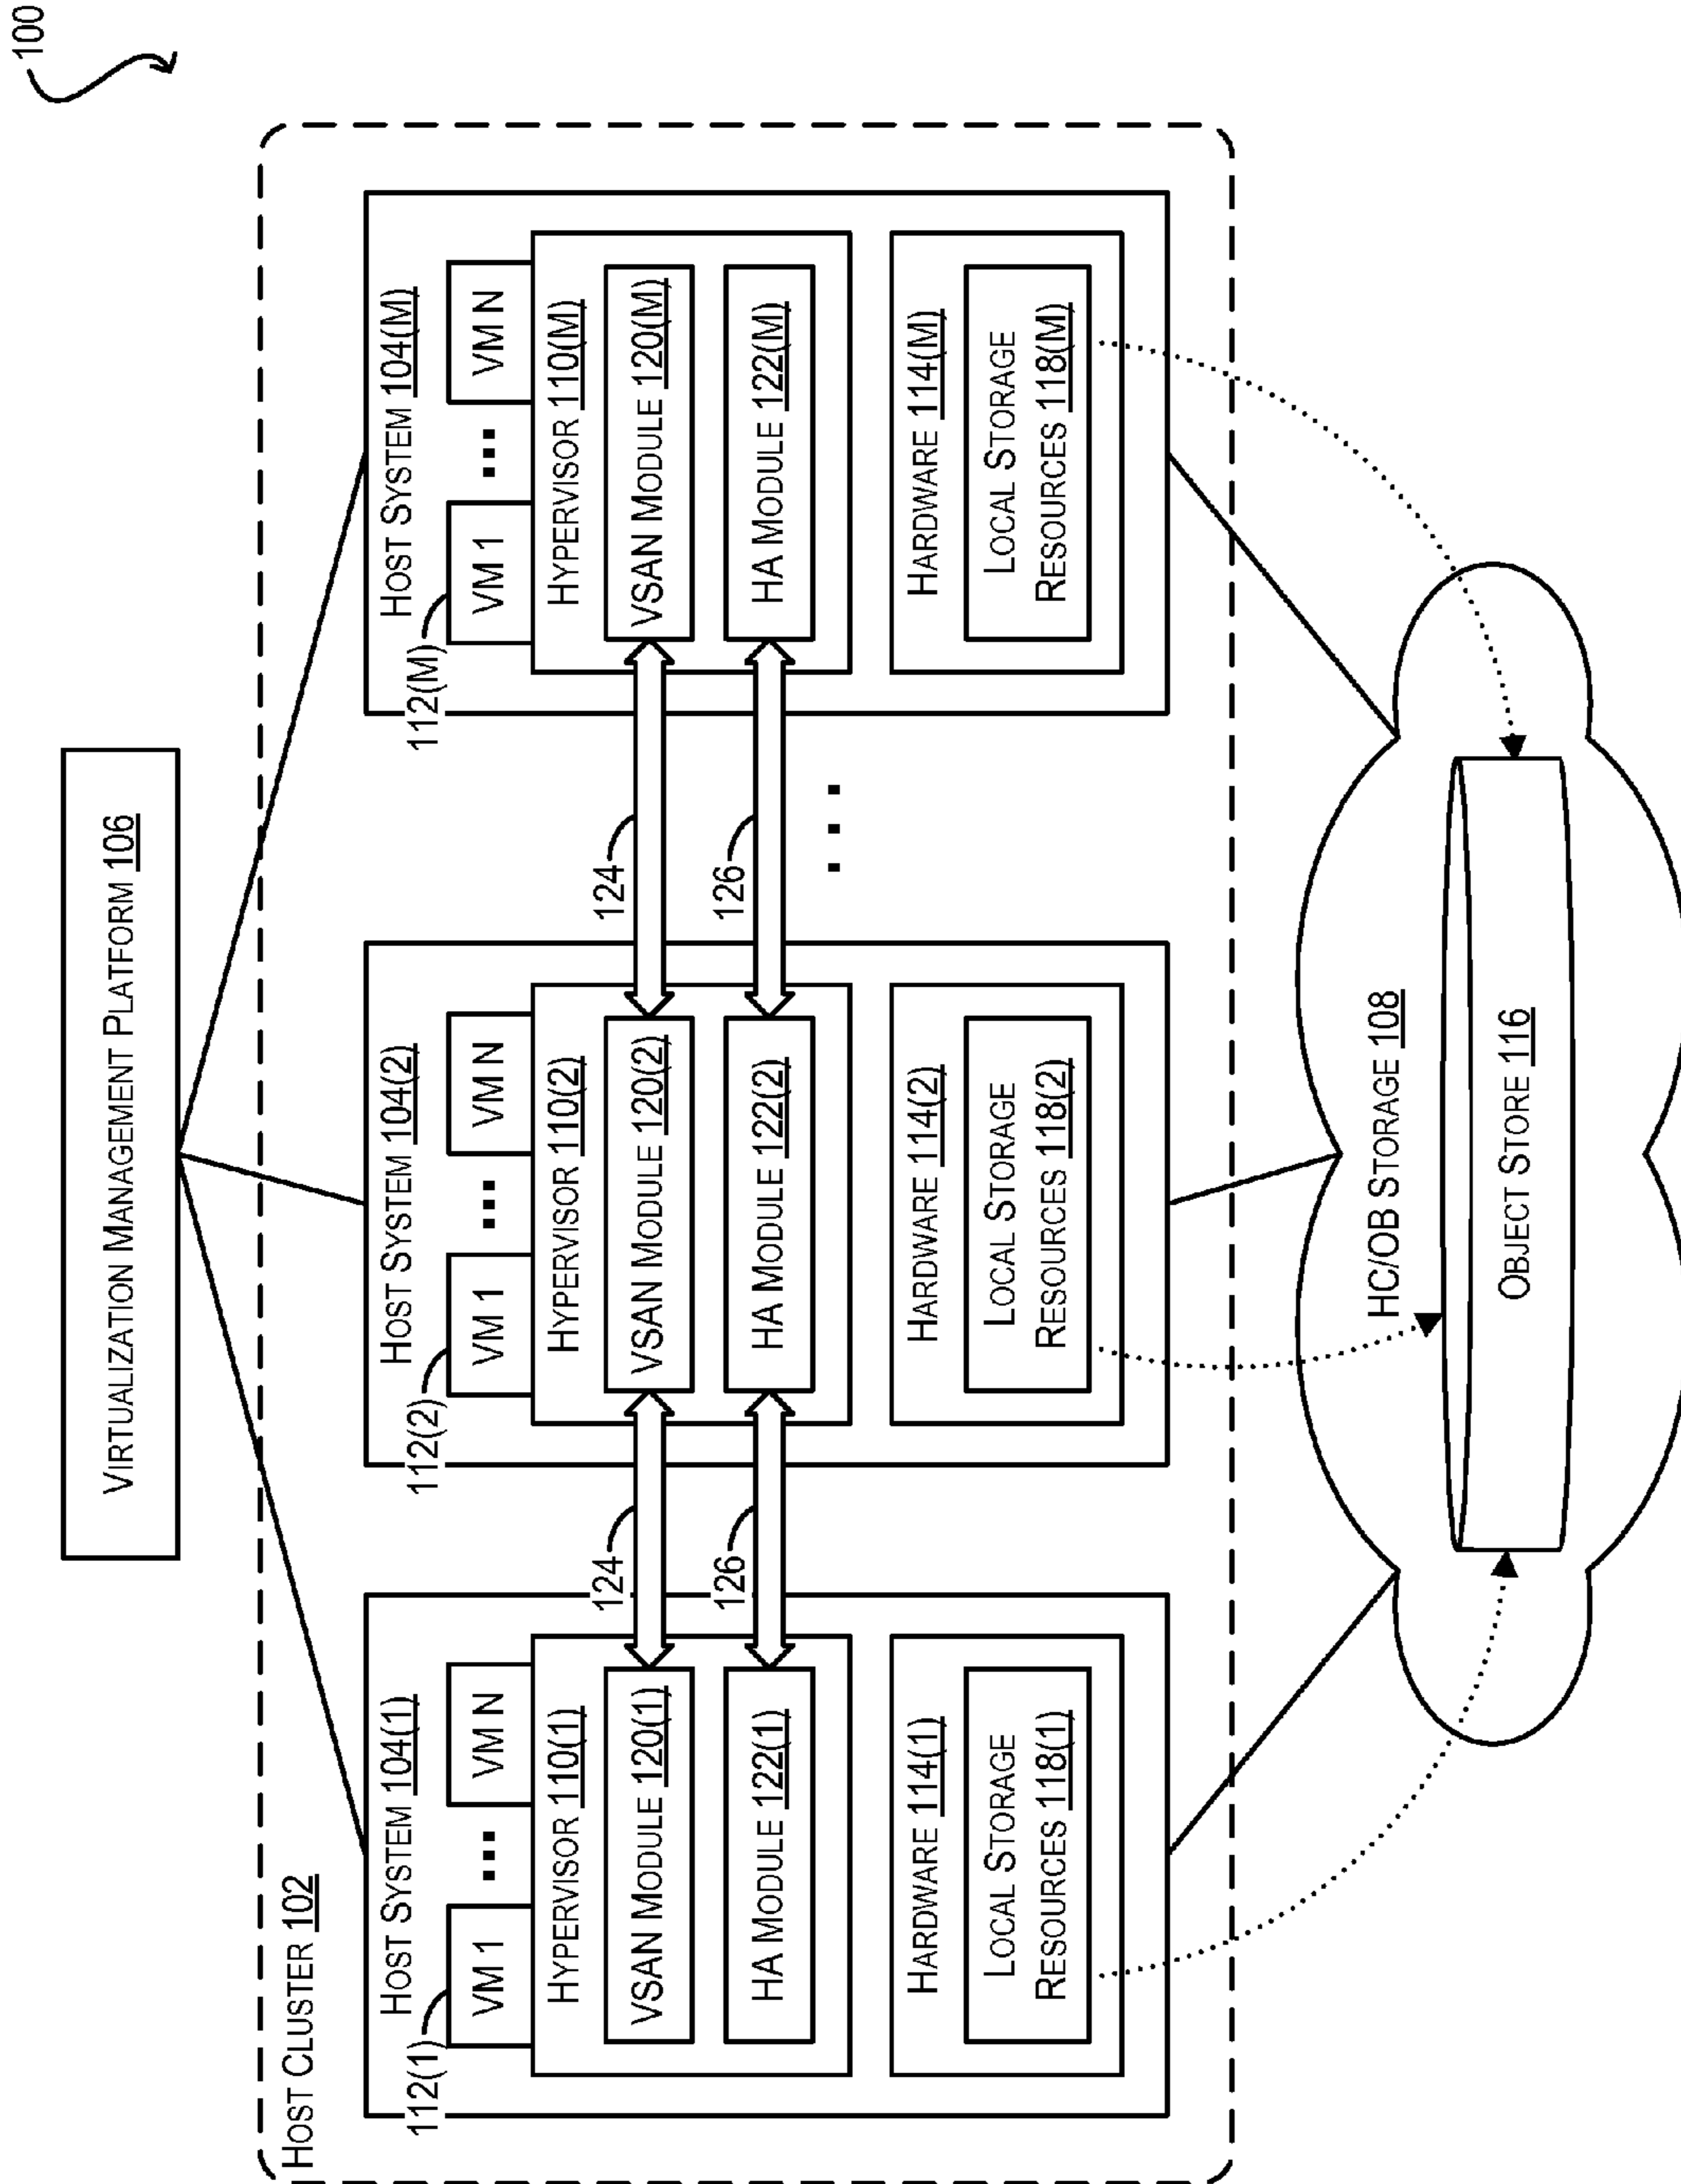 100
VIRTUALIZATION MANAGEMENT PLATFORM 106
HOST CLUSTER 102
HOST SYSTEM 104(1)
112(1)
VM 1
...
VM N
HYPERVISOR 110(1)
VSAN MODULE 120(1)
HA MODULE 122(1)
HARDWARE 114(1)
LOCAL STORAGE
RESOURCES 118(1)
124
126
HOST SYSTEM 104(2)
112(2)
VM 1
...
VM N
HYPERVISOR 110(2)
VSAN MODULE 120(2)
HA MODULE 122(2)
HARDWARE 114(2)
LOCAL STORAGE
RESOURCES 118(2)
124
126
...
HOST SYSTEM 104(M)
112(M)
VM 1
...
VM N
HYPERVISOR 110(M)
VSAN MODULE 120(M)
HA MODULE 122(M)
HARDWARE 114(M)
LOCAL STORAGE
RESOURCES 118(M)
HC/OB STORAGE 108
OBJECT STORE 116